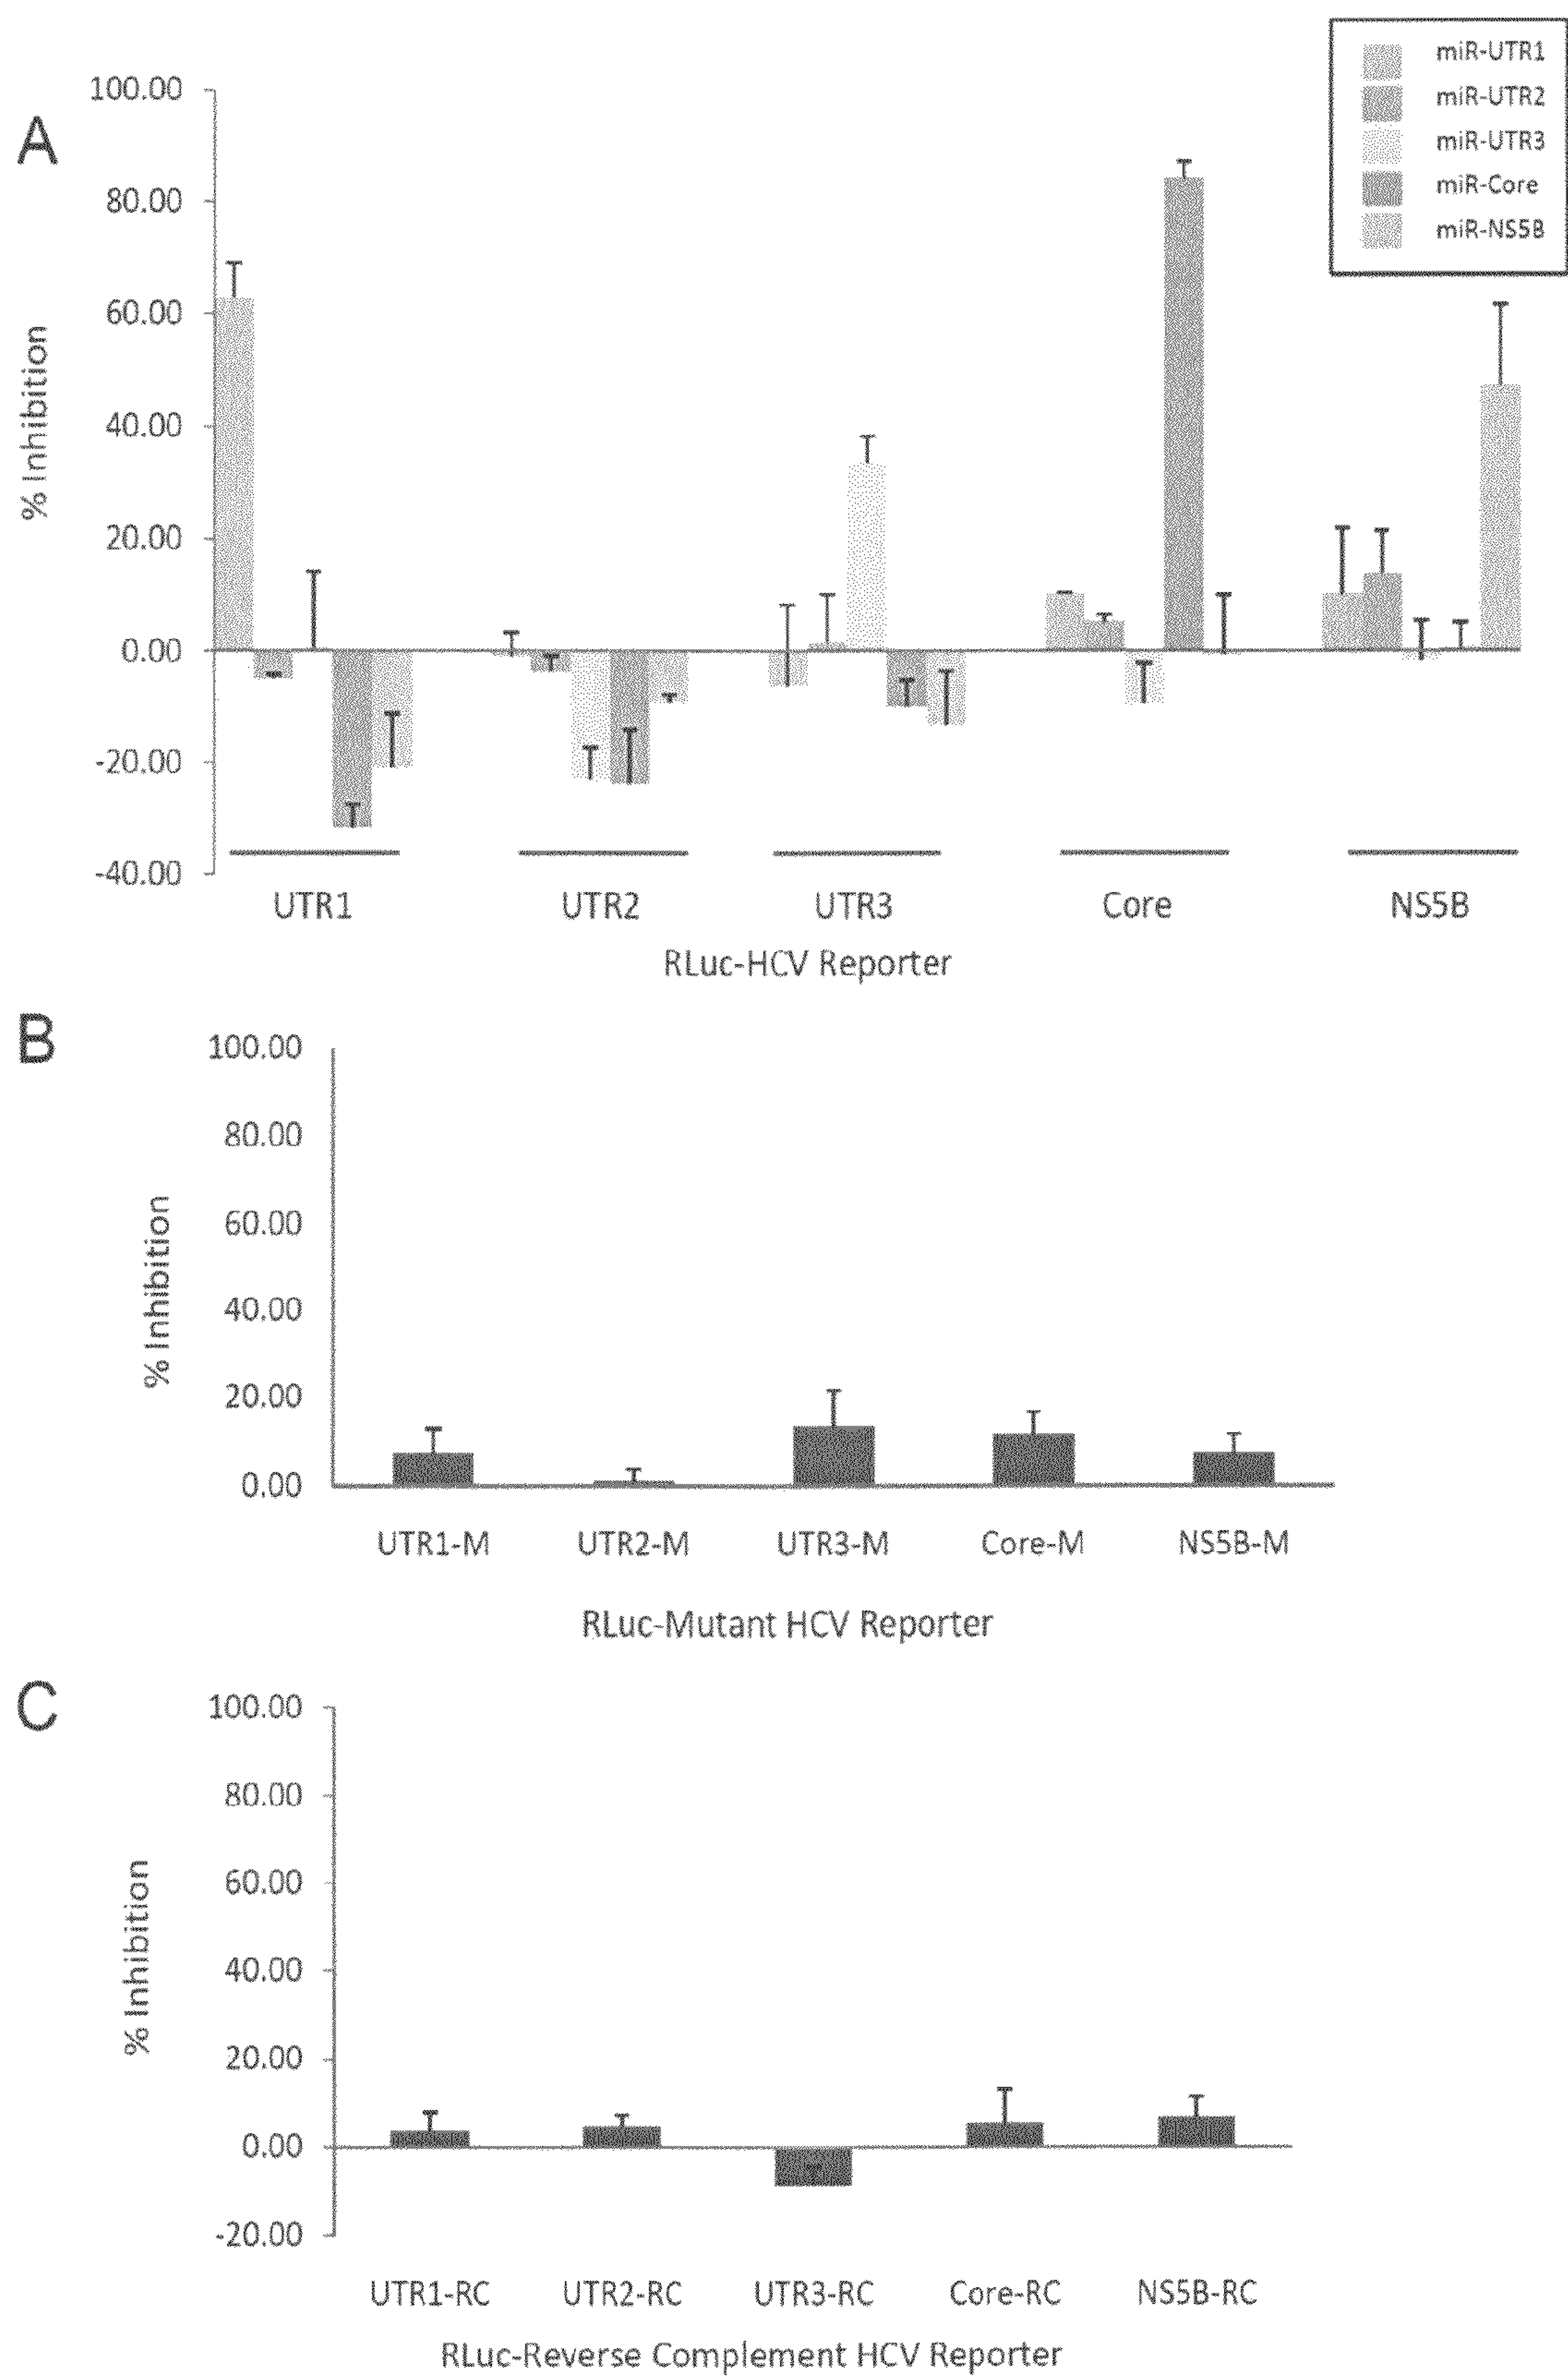 A
% Inhibition
100.00
80.00
60.00
40.00
20.00
0.00
-20.00
-40.00
miR-UTR1
miR-UTR2
miR-UTR3
miR-Core
miR-NS5B
UTR1 UTR2 UTR3 Core NS5B
RLuc-HCV Reporter
B
% Inhibition
100.00
80.00
60.00
40.00
20.00
0.00
UTR1-M UTR2-M UTR3-M Core-M NS5B-M
RLuc-Mutant HCV Reporter
C
% Inhibition
100.00
80.00
60.00
40.00
20.00
0.00
-20.00
UTR1-RC UTR2-RC UTR3-RC Core-RC NS5B-RC
RLuc-Reverse Complement HCV Reporter